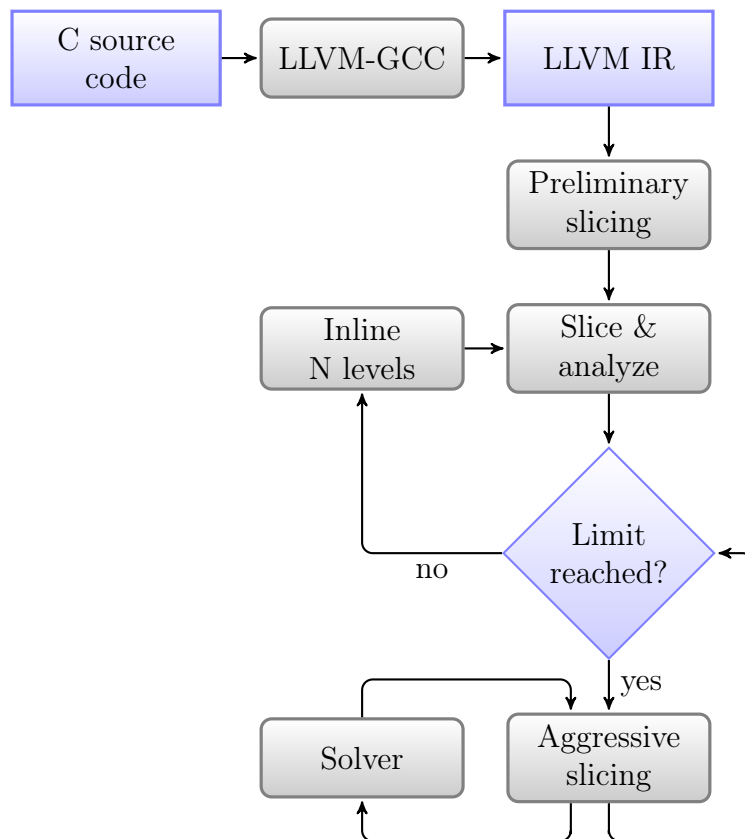 C source
code
LLVM-GCC
LLVM IR
Preliminary
slicing
Inline
N levels
Slice &
analyze
Limit
reached?
no
yes
Solver
Aggressive
slicing